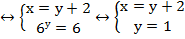 ↔ { x = y + 2 ↔ { x = y + 2
6^y = 6 y = 1